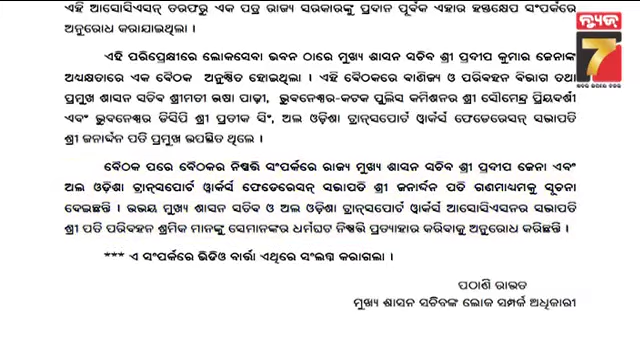 ଏହି ଆସୋସିଏସନ୍ ତରଫରୁ ଏକ ପତ୍ର ରାଜ୍ୟ ସରକାରଙ୍କୁ ପ୍ରଦାନ ପୂର୍ବକ ଏହାର ହସ୍ତକ୍ଷେପ ସଂପର୍କରେ
ଅନୁରୋଧ କରାଯାଇଥିଲା ।
ଏହି ପରିପ୍ରେକ୍ଷୀରେ ଲୋକସେବା ଭବନ ଠାରେ ମୁଖ୍ୟ ଶାସନ ସଚିବ ଶ୍ରୀ ପ୍ରଦୀପ କୁମାର ଜେନାଙ୍କ
ଅଧ୍ୟକ୍ଷତାରେ ଏକ ବୈଠକ ଅନୁଷ୍ଠିତ ହୋଇଥିଲା । ଏହି ବୈଠକରେ ବାଣିଜ୍ୟ ଓ ପରିବହନ ବିଭାଗ ତଥା
ପ୍ରମୁଖ ଶାସନ ସଚିବ ଶ୍ରୀମତୀ ଉଷା ପାଢ଼ୀ, ଭୁବନେଶ୍ୱର-କଟକ ପୁଲିସ କମିଶନର ଶ୍ରୀ ସୌମେନ୍ଦ୍ର ପ୍ରିୟଦର୍ଶୀ
ଏବଂ ଭୁବନେଶ୍ୱର ଡିସିପି ଶ୍ରୀ ପ୍ରତୀକ ସିଂ, ଅଲ ଓଡ଼ିଶା ଟ୍ରାନ୍ସପୋର୍ଟ ୱାର୍କର୍ସ ଫେଡେରେସନ୍ ସଭାପତି
ଶ୍ରୀ ଜନାର୍ଦ୍ଦନ ପତି ପ୍ରମୁଖ ଉପସ୍ଥିତ ଥିଲେ ।
ବୈଠକ ପରେ ବୈଠକର ନିଷ୍ପତ୍ତି ସଂପର୍କରେ ରାଜ୍ୟ ମୁଖ୍ୟ ଶାସନ ସଚିବ ଶ୍ରୀ ପ୍ରଦୀପ ଜେନା ଏବଂ
ଅଲ ଓଡ଼ିଶା ଟ୍ରାନ୍ସପୋର୍ଟ ୱାର୍କର୍ସ ଫେଡେରେସନ୍ ସଭାପତି ଶ୍ରୀ ଜନାର୍ଦ୍ଦନ ପତି ଗଣମାଧ୍ୟମକୁ ସୂଚନା
ଦେଇଛନ୍ତି । ଉଭୟ ମୁଖ୍ୟ ଶାସନ ସଚିବ ଓ ଅଲ ଓଡ଼ିଶା ଟ୍ରାନ୍ସପୋର୍ଟ ୱାର୍କର୍ସ ଆସୋସିଏସନର ସଭାପତି
ଶ୍ରୀ ପତି ପରିବହନ ଶ୍ରମିକ ମାନଙ୍କୁ ସେମାନଙ୍କର ଧର୍ମଘଟ ନିଷ୍ପତ୍ତି ପ୍ରତ୍ୟାହାର କରିବାକୁ ଅନୁରୋଧ କରିଛନ୍ତି ।
*** ଏ ସଂପର୍କରେ ଭିଡିଓ ବାର୍ତ୍ତା ଏଥିରେ ସଂଲଗ୍ନ କରାଗଲା ।
ପଠାଣି ରାଉତ
ମୁଖ୍ୟ ଶାସନ ସଚିବଙ୍କ ଲୋକ ସମ୍ପର୍କ ଅଧିକାରୀ
ନ୍ୟୁଜ୍
7